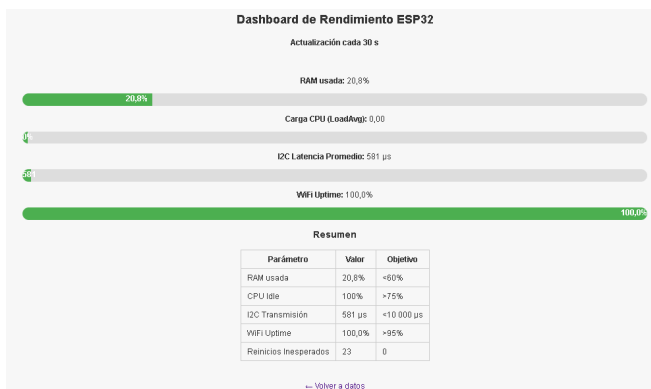 Dashboard de Rendimiento ESP32
Actualización cada 30 s
RAM usada: 20,8%
20,8%
Carga CPU (LoadAvg): 0,00
I2C Latencia Promedio: 581 µs
581
WiFi Uptime: 100,0%
100,0%
Resumen
Parámetro Valor Objetivo
RAM usada 20,8% <60%
CPU Idle 100% >75%
I2C Transmisión 581 µs <10 000 µs
WiFi Uptime 100,0% >95%
Reinicios Inesperados 23 0
← Volver a datos